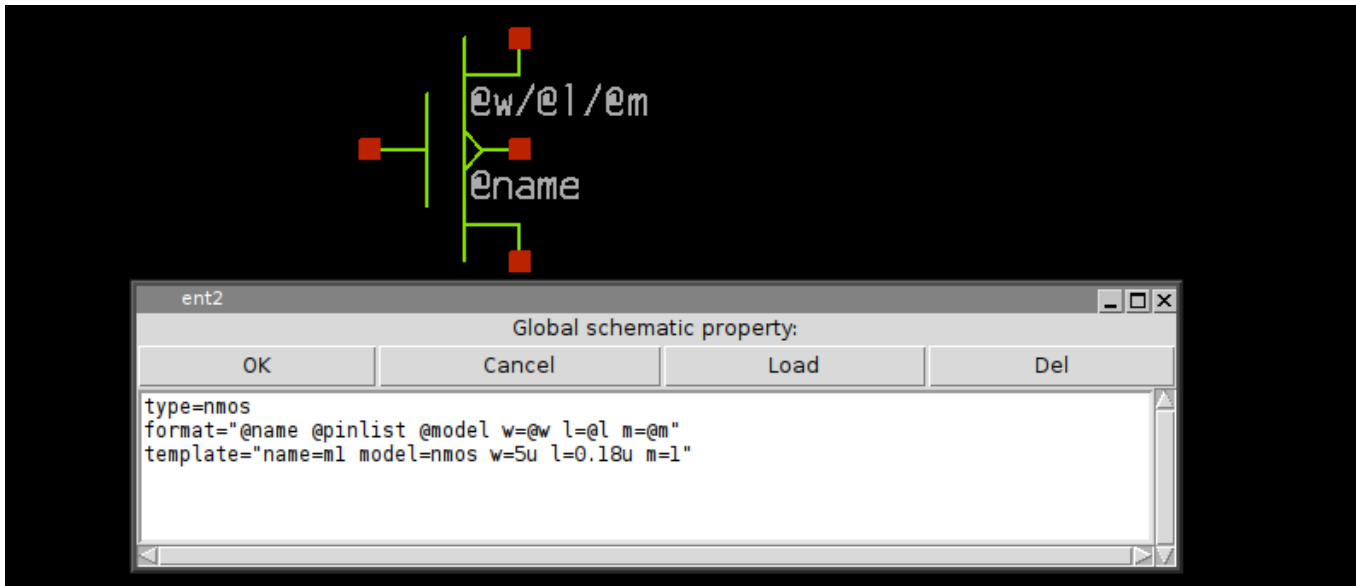 @w/@l/@m
@name
ent2
Global schematic property:
OK Cancel Load Del
type=nmos
format="@name @pinlist @model w=@w l=@l m=@m"
template="name=m1 model=nmos w=5u l=0.18u m=1"